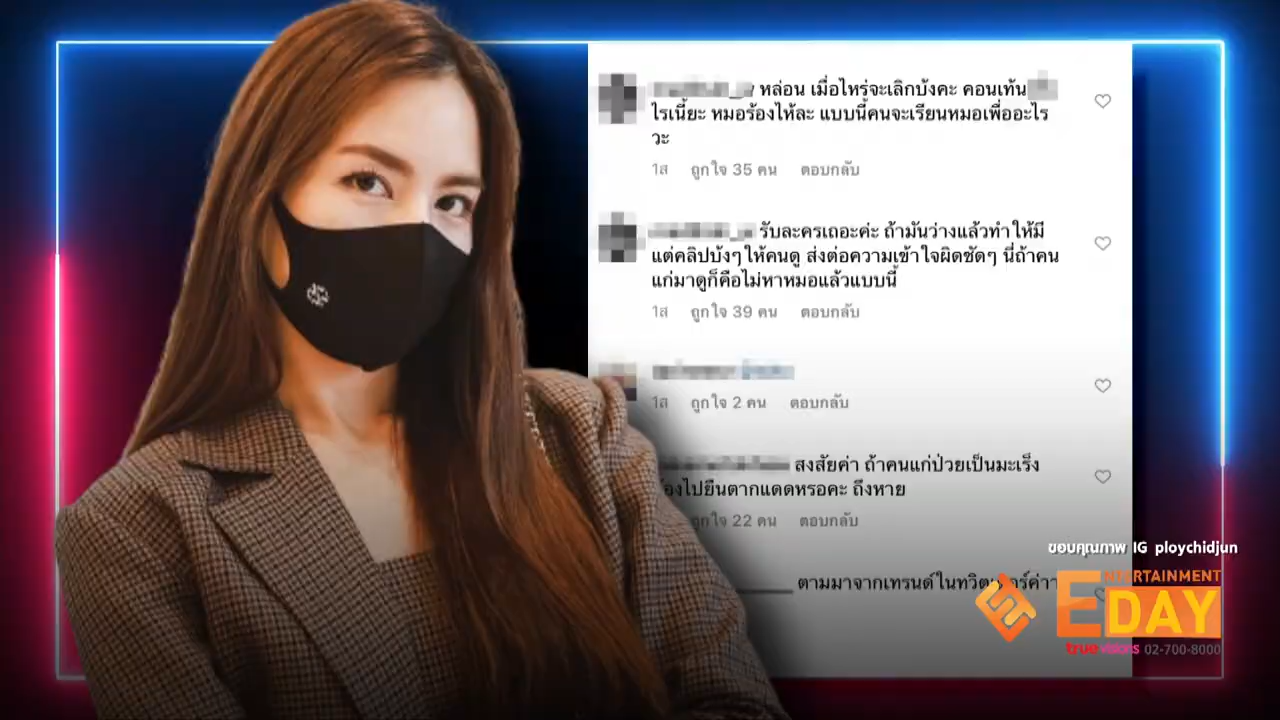 หล่อน เมื่อไหร่จะเลิกบ้งคะ คอนเท้น
ไรเนี้ยะ หมอร้องไห้ละ แบบนี้คนจะเรียนหมอเพื่ออะไร
วะ
1ส ถูกใจ 35 คน ตอบกลับ
รับละครเถอะค่ะ ถ้ามันว่างแล้วทำให้มี
แต่คลิปบ้งๆ ให้คนดู ส่งต่อความเข้าใจผิดชัดๆ นี่ถ้าคน
แก่มาดูก็คือไม่หาหมอแล้วแบบนี้
1ส ถูกใจ 39 คน ตอบกลับ
1ส ถูกใจ 2 คน ตอบกลับ
สงสัยค่า ถ้าคนแก่ป่วยเป็นมะเร็ง
ต้องไปยืนตากแดดหรอคะ ถึงหาย
ถูกใจ 22 คน ตอบกลับ
ขอบคุณภาพ IG ploychidjun
ตามมาจากเทรนด์ในทวิตเตอร์ค่าา
ENTERTAINMENT
EDAY
truevisions 02-700-8000